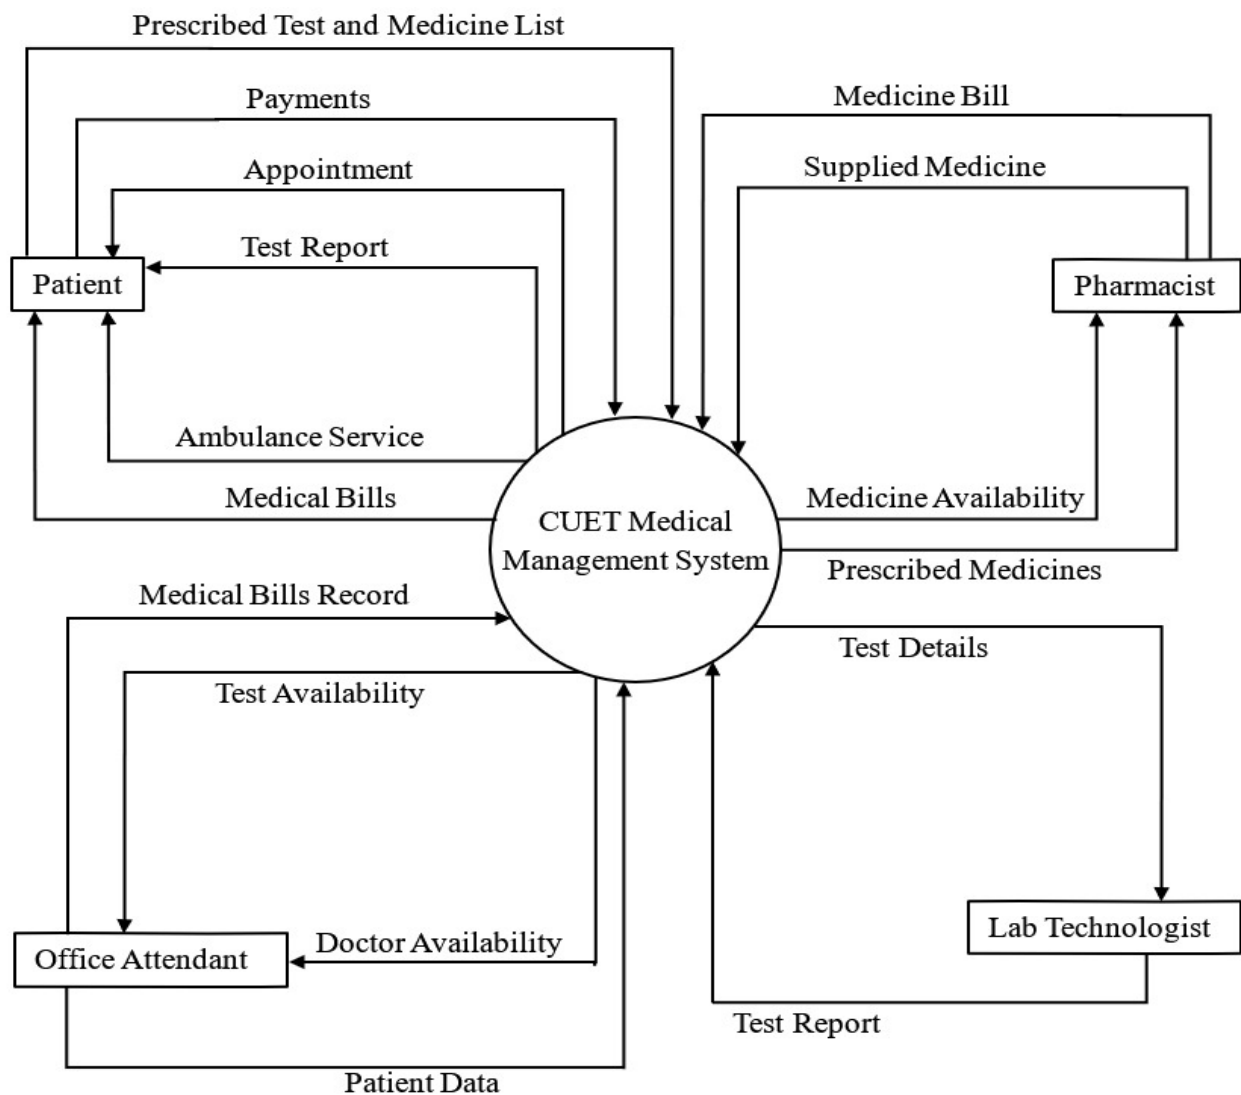 Prescribed Test and Medicine List
Payments
Medicine Bill
Appointment
Supplied Medicine
Test Report
Patient
Pharmacist
Ambulance Service
Medical Bills
Medicine Availability
CUET Medical
Management System
Prescribed Medicines
Medical Bills Record
Test Details
Test Availability
Lab Technologist
Office Attendant
Doctor Availability
Test Report
Patient Data